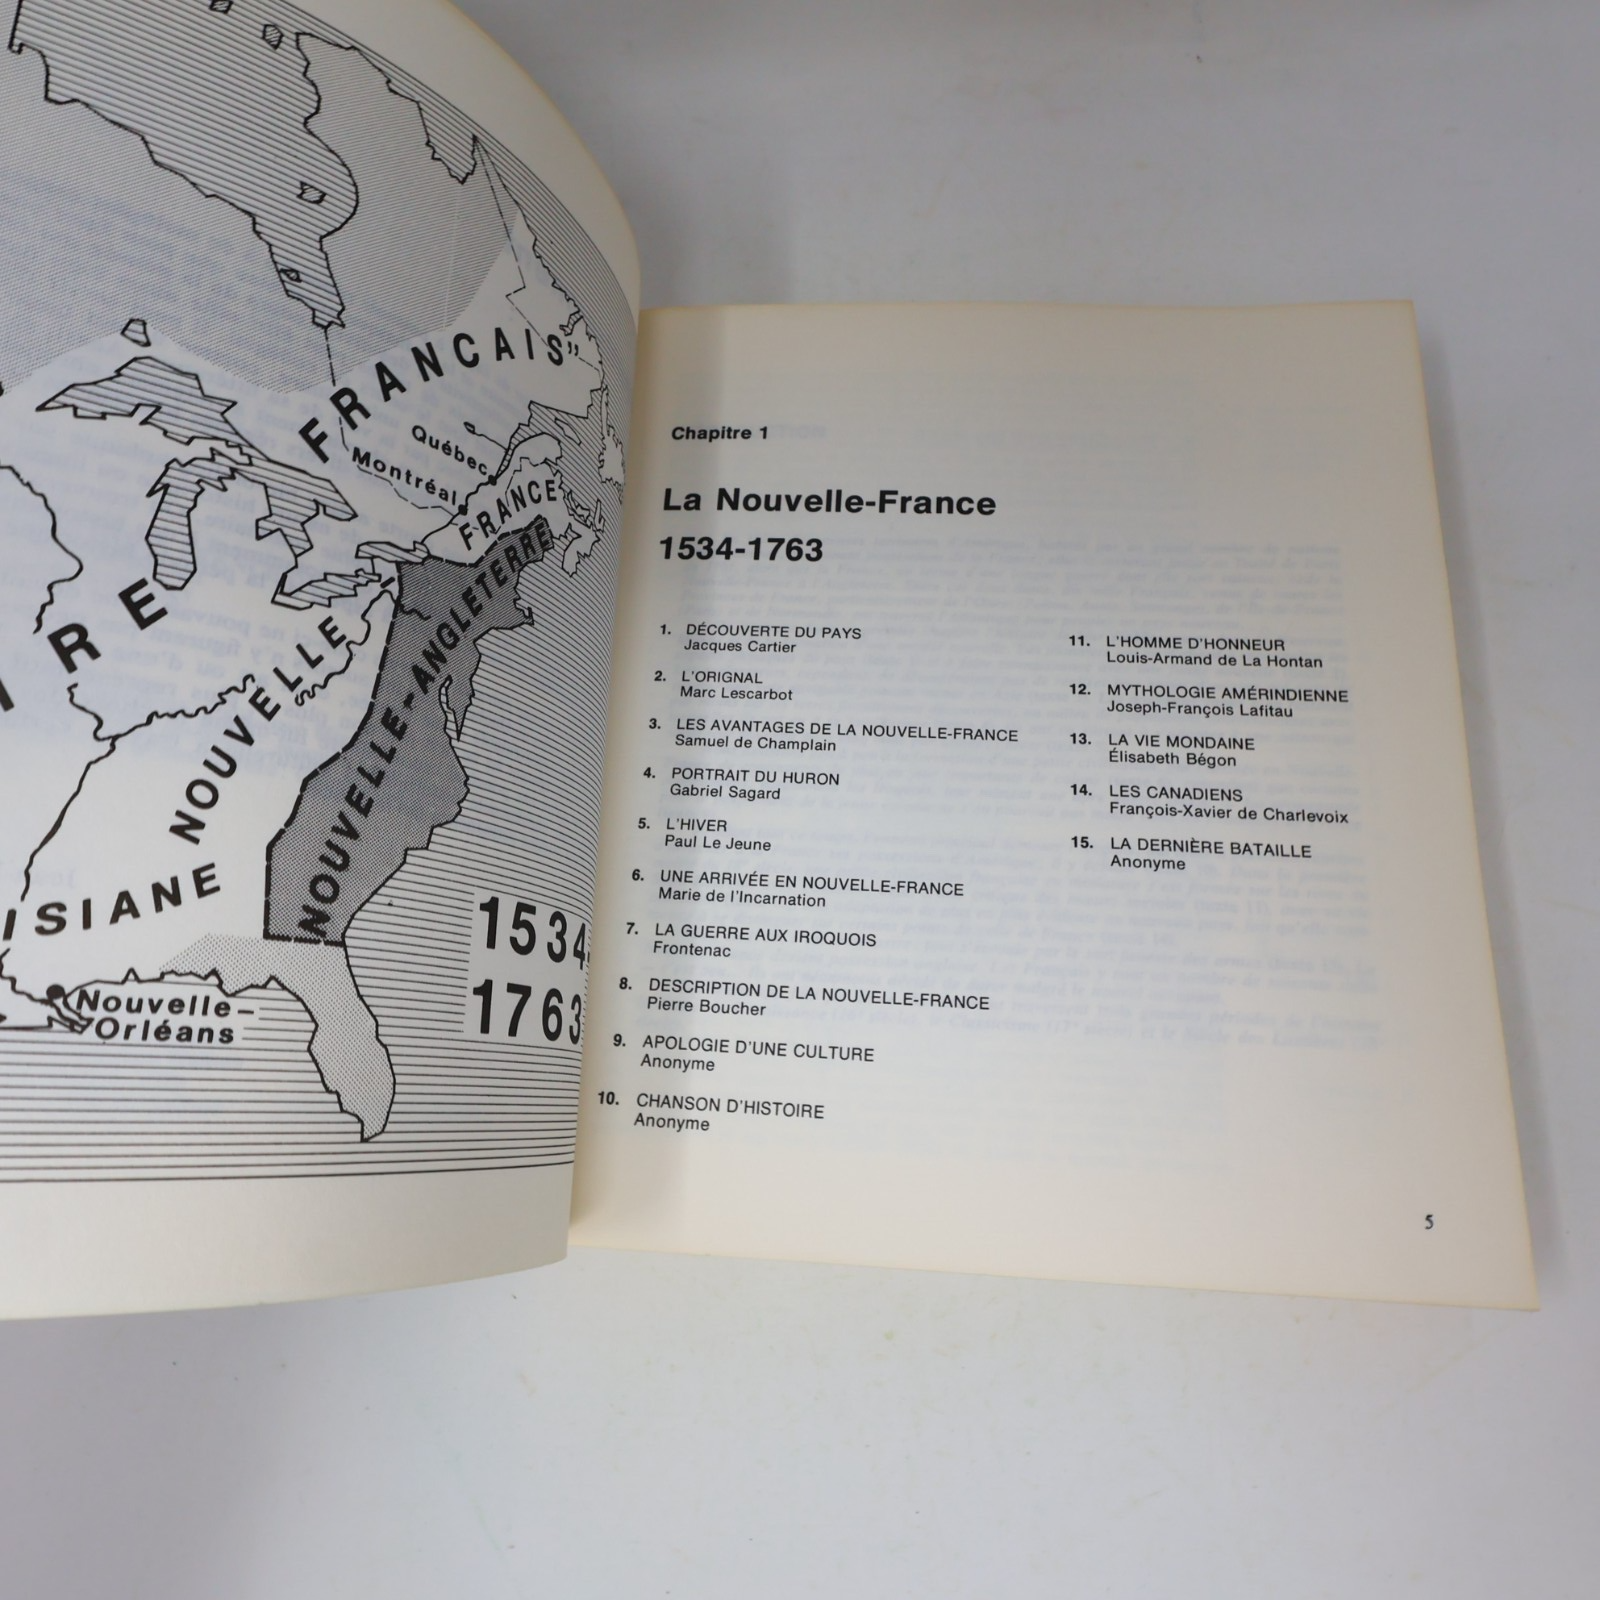 FRANCAIS"
Québec
Montréal
FRANCE
NOUVELLE-ANGLETERRE
NOUVELLE
1534-
1763
Nouvelle-
Orléans
Chapitre 1
La Nouvelle-France
1534-1763
1. DÉCOUVERTE DU PAYS
Jacques Cartier
2. L'ORIGNAL
Marc Lescarbot
3. LES AVANTAGES DE LA NOUVELLE-FRANCE
Samuel de Champlain
4. PORTRAIT DU HURON
Gabriel Sagard
5. L'HIVER
Paul Le Jeune
6. UNE ARRIVÉE EN NOUVELLE-FRANCE
Marie de l'Incarnation
7. LA GUERRE AUX IROQUOIS
Frontenac
8. DESCRIPTION DE LA NOUVELLE-FRANCE
Pierre Boucher
9. APOLOGIE D'UNE CULTURE
Anonyme
10. CHANSON D'HISTOIRE
Anonyme
11. L'HOMME D'HONNEUR
Louis-Armand de La Hontan
12. MYTHOLOGIE AMÉRINDIENNE
Joseph-François Lafitau
13. LA VIE MONDAINE
Élisabeth Bégon
14. LES CANADIENS
François-Xavier de Charlevoix
15. LA DERNIÈRE BATAILLE
Anonyme
5